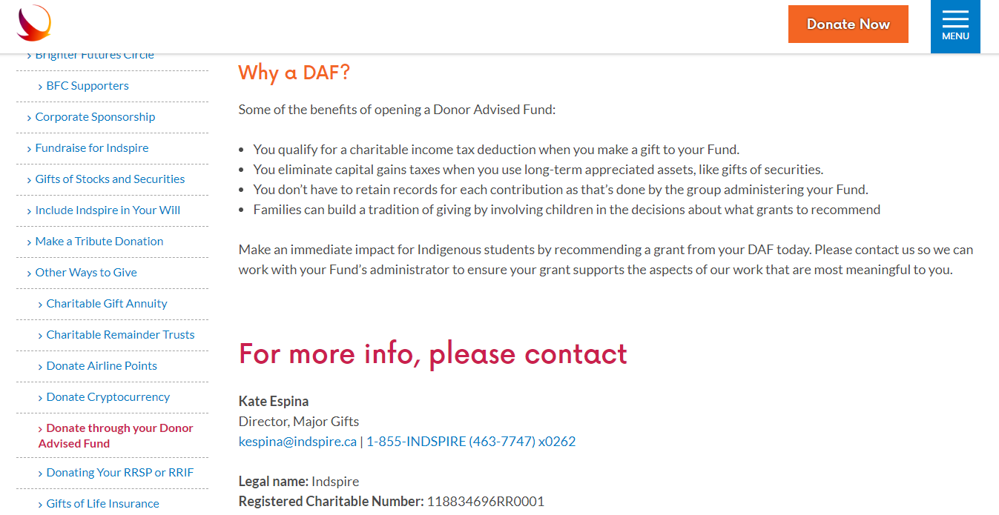 Donate Now
MENU
Brighter Futures Circle
BFC Supporters
Corporate Sponsorship
Fundraise for Indspire
Gifts of Stocks and Securities
Include Indspire in Your Will
Make a Tribute Donation
Other Ways to Give
Charitable Gift Annuity
Charitable Remainder Trusts
Donate Airline Points
Donate Cryptocurrency
Donate through your Donor
Advised Fund
Donating Your RRSP or RRIF
Gifts of Life Insurance
Why a DAF?
Some of the benefits of opening a Donor Advised Fund:
• You qualify for a charitable income tax deduction when you make a gift to your Fund.
• You eliminate capital gains taxes when you use long-term appreciated assets, like gifts of securities.
• You don’t have to retain records for each contribution as that’s done by the group administering your Fund.
• Families can build a tradition of giving by involving children in the decisions about what grants to recommend
Make an immediate impact for Indigenous students by recommending a grant from your DAF today. Please contact us so we can
work with your Fund’s administrator to ensure your grant supports the aspects of our work that are most meaningful to you.
For more info, please contact
Kate Espina
Director, Major Gifts
kespina@indspire.ca | 1-855-INDSPIRE (463-7747) x0262
Legal name: Indspire
Registered Charitable Number: 118834696RR0001